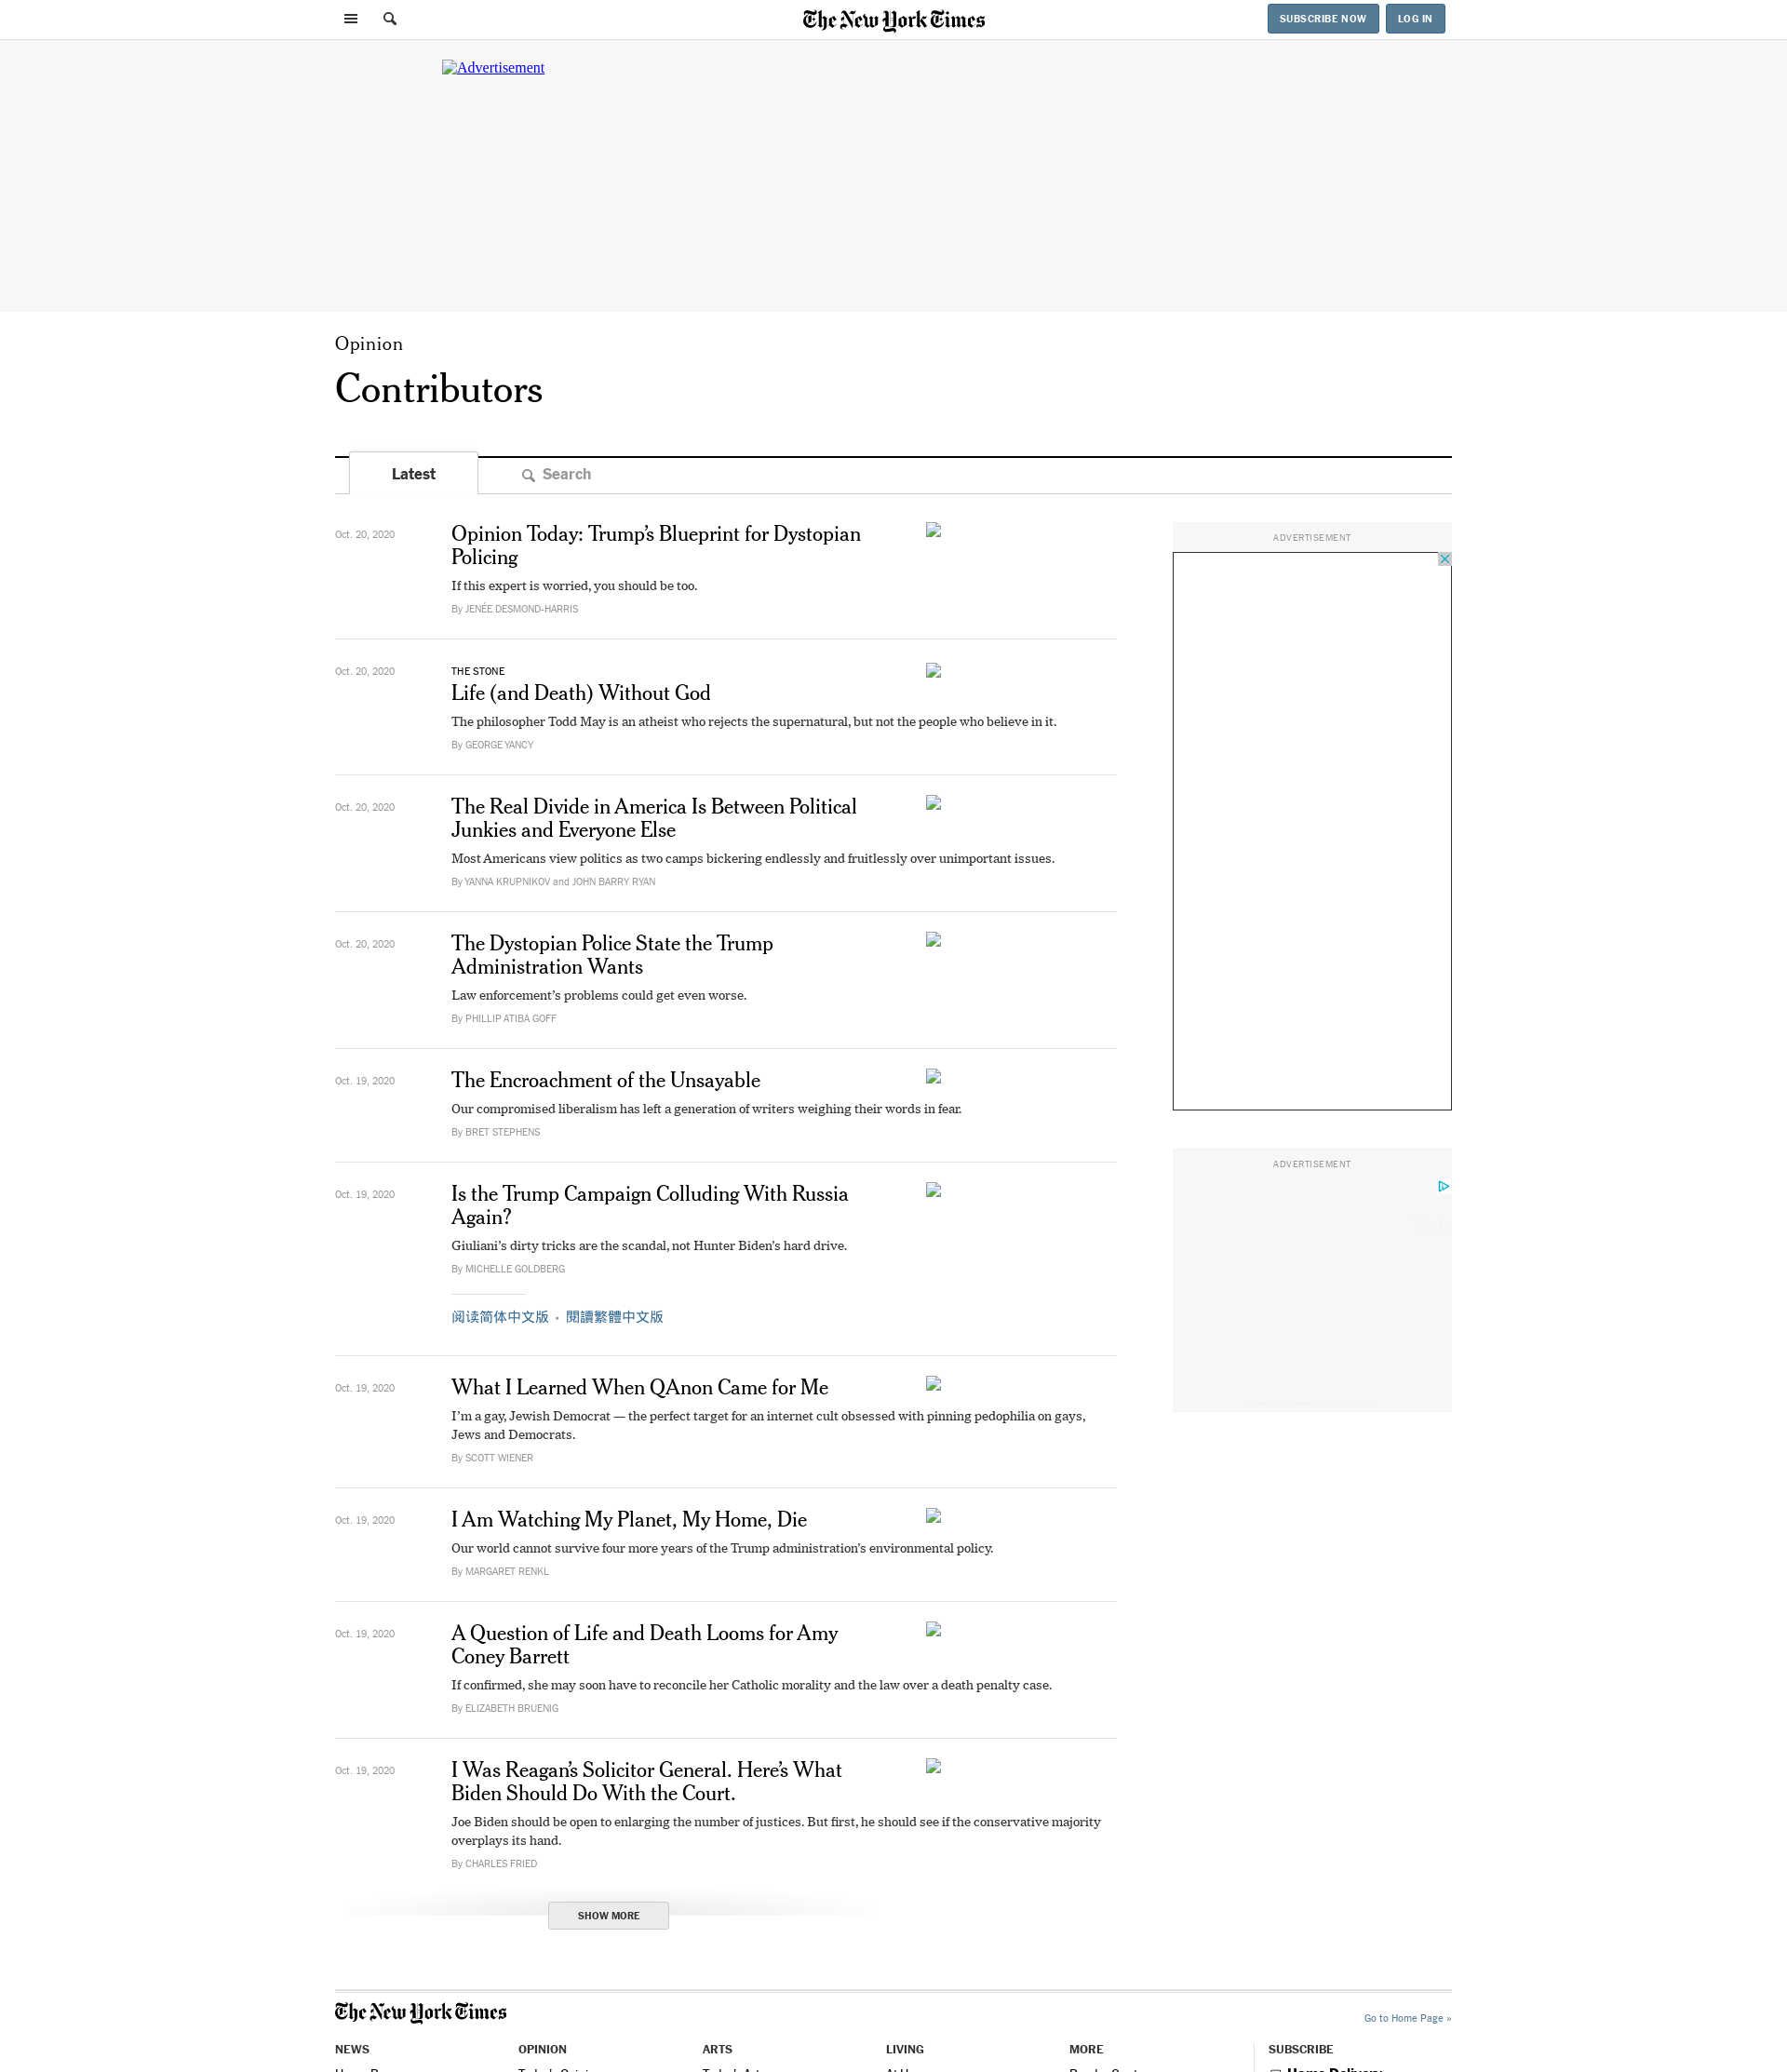 The New York Times
SUBSCRIBE NOW
LOG IN
Advertisement
Opinion
Contributors
Latest
Search
Oct. 20, 2020
Opinion Today: Trump’s Blueprint for Dystopian
Policing
If this expert is worried, you should be too.
By JENÉE DESMOND-HARRIS
Oct. 20, 2020
THE STONE
Life (and Death) Without God
The philosopher Todd May is an atheist who rejects the supernatural, but not the people who believe in it.
By GEORGE YANCY
Oct. 20, 2020
The Real Divide in America Is Between Political
Junkies and Everyone Else
Most Americans view politics as two camps bickering endlessly and fruitlessly over unimportant issues.
By YANNA KRUPNIKOV and JOHN BARRY RYAN
Oct. 20, 2020
The Dystopian Police State the Trump
Administration Wants
Law enforcement’s problems could get even worse.
By PHILLIP ATIBA GOFF
Oct. 19, 2020
The Encroachment of the Unsayable
Our compromised liberalism has left a generation of writers weighing their words in fear.
By BRET STEPHENS
Oct. 19, 2020
Is the Trump Campaign Colluding With Russia
Again?
Giuliani’s dirty tricks are the scandal, not Hunter Biden’s hard drive.
By MICHELLE GOLDBERG
阅读简体中文版 • 閱讀繁體中文版
Oct. 19, 2020
What I Learned When QAnon Came for Me
I’m a gay, Jewish Democrat — the perfect target for an internet cult obsessed with pinning pedophilia on gays,
Jews and Democrats.
By SCOTT WIENER
Oct. 19, 2020
I Am Watching My Planet, My Home, Die
Our world cannot survive four more years of the Trump administration’s environmental policy.
By MARGARET RENKL
Oct. 19, 2020
A Question of Life and Death Looms for Amy
Coney Barrett
If confirmed, she may soon have to reconcile her Catholic morality and the law over a death penalty case.
By ELIZABETH BRUENIG
Oct. 19, 2020
I Was Reagan’s Solicitor General. Here’s What
Biden Should Do With the Court.
Joe Biden should be open to enlarging the number of justices. But first, he should see if the conservative majority
overplays its hand.
By CHARLES FRIED
SHOW MORE
ADVERTISEMENT
ADVERTISEMENT
The New York Times
Go to Home Page »
NEWS
OPINION
ARTS
LIVING
MORE
SUBSCRIBE